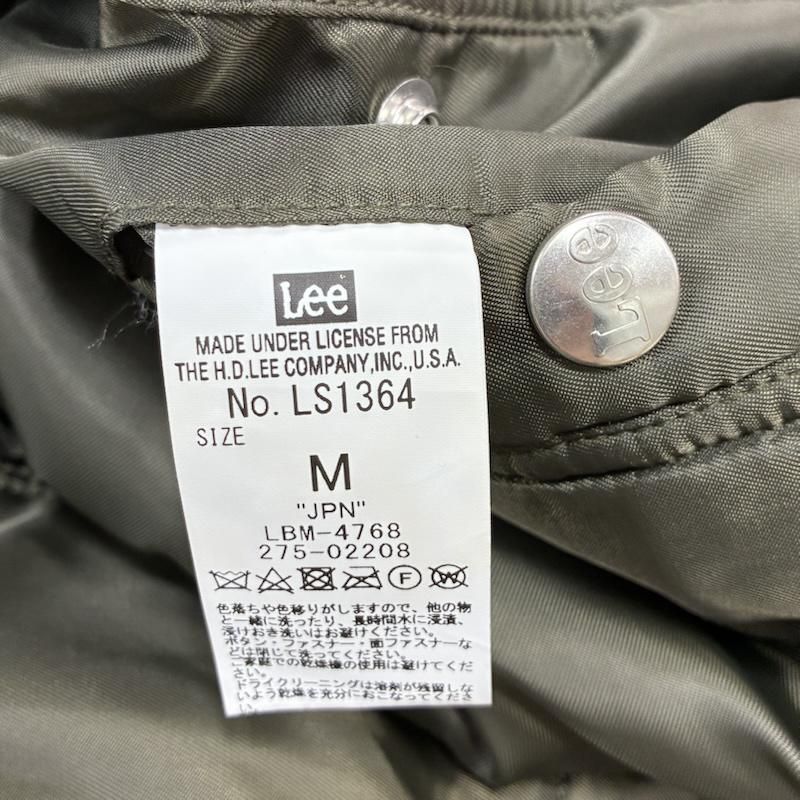 Lee
MADE UNDER LICENSE FROM
THE H.D.LEE COMPANY,INC.,U.S.A.
No. LS1364
SIZE
M
"JPN"
LBM-4768
275-02208
色落ちや色移りがしますので、他の物
と一緒に洗ったり、長時間水に浸漬、
浸けおき洗いはお避けください。
ボタン・ファスナー・面ファスナーな
どは閉じて洗ってください。
ご家庭での乾燥機の使用は避けてくださ
い。
ドライクリーニングは溶剤が残留しな
いよう乾燥を充分におこなってくださ
い。
Lee